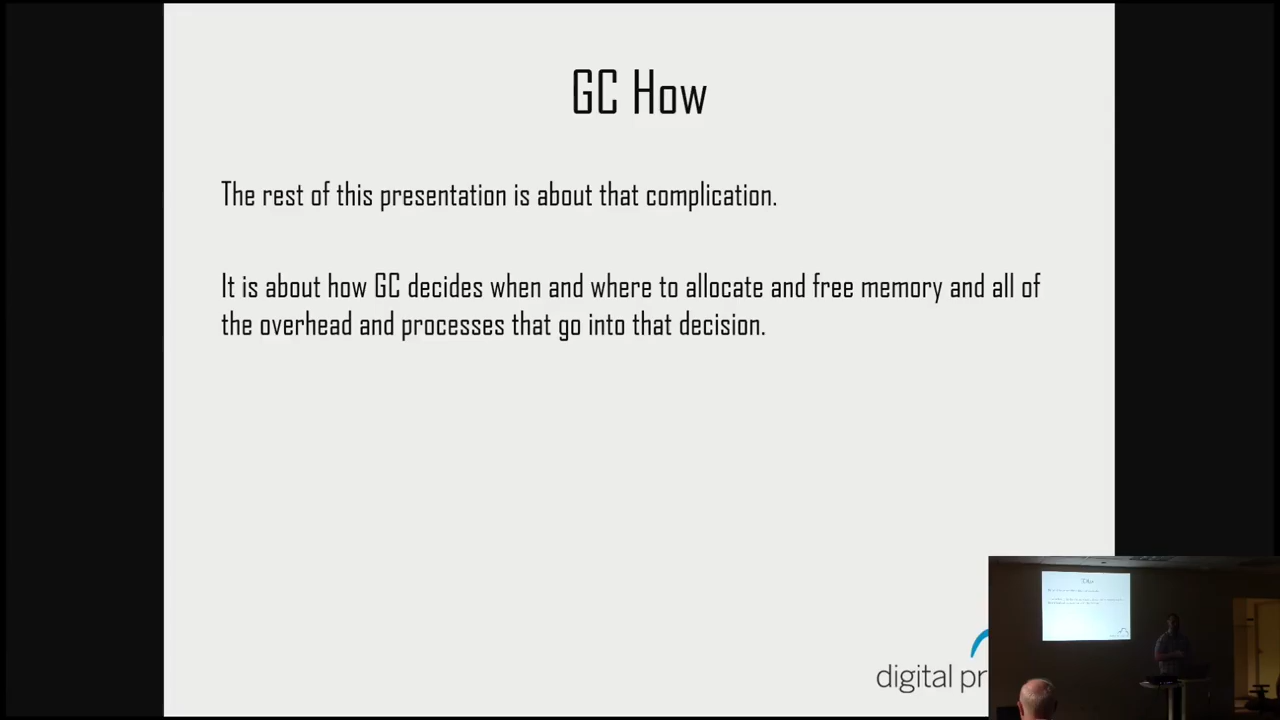 GC How
The rest of this presentation is about that complication.
It is about how GC decides when and where to allocate and free memory and all of
the overhead and processes that go into that decision.
digital